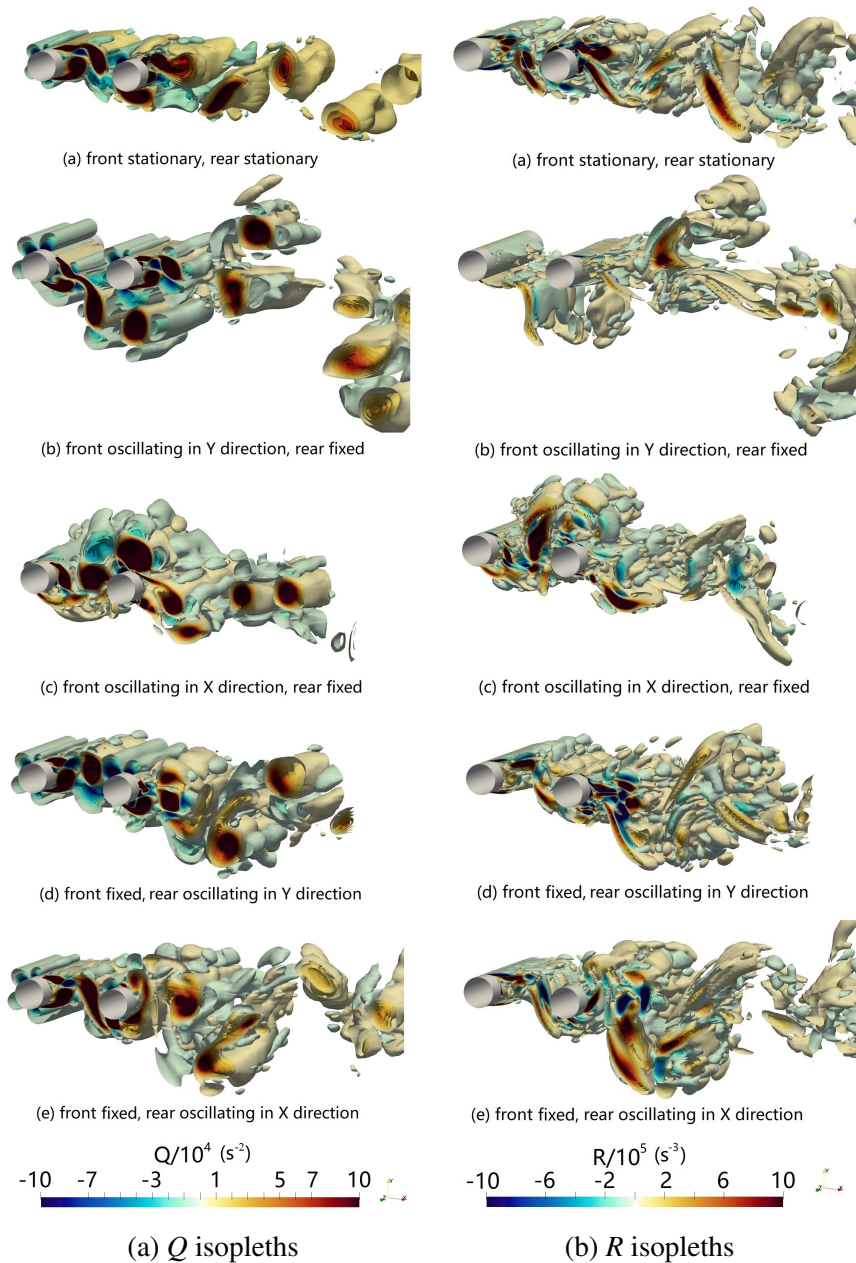 (a) front stationary, rear stationary
(b) front oscillating in Y direction, rear fixed
(c) front oscillating in X direction, rear fixed
(d) front fixed, rear oscillating in Y direction
(e) front fixed, rear oscillating in X direction
Q/10⁴ (s⁻²)
-10 -7 -3 1 5 7 10
Y
Z X
(a) Q isopleths
(a) front stationary, rear stationary
(b) front oscillating in Y direction, rear fixed
(c) front oscillating in X direction, rear fixed
(d) front fixed, rear oscillating in Y direction
(e) front fixed, rear oscillating in X direction
R/10⁵ (s⁻³)
-10 -6 -2 2 6 10
Y
Z X
(b) R isopleths